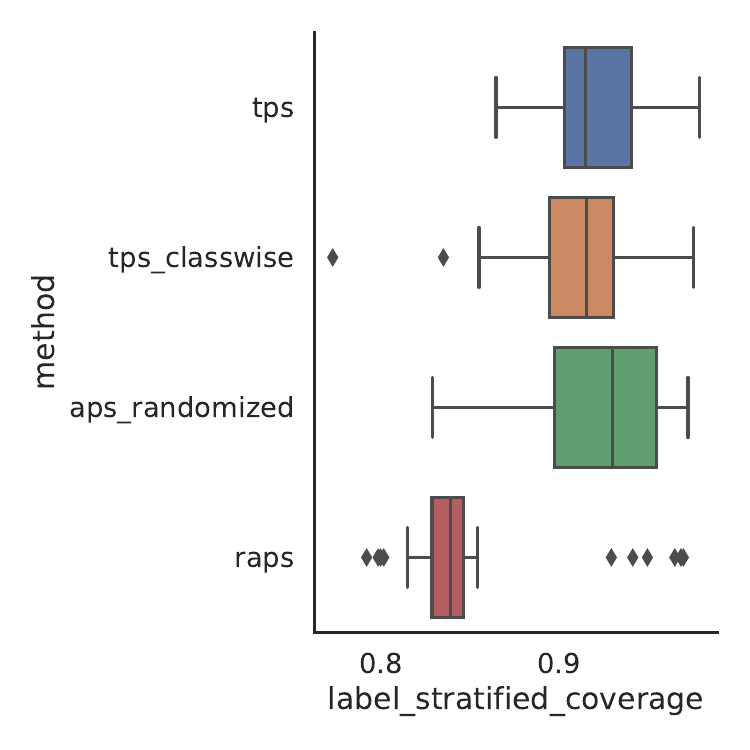 tps
tps_classwise
aps_randomized
raps
method
0.8 0.9
label_stratified_coverage